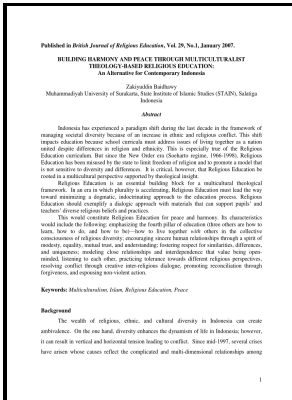 Published in British Journal of Religious Education, Vol. 29, No.1, January 2007.
BUILDING HARMONY AND PEACE THROUGH MULTICULTURALIST
THEOLOGY-BASED RELIGIOUS EDUCATION:
An Alternative for Contemporary Indonesia
Zakiyuddin Baidhawy
Muhammadiyah University of Surakarta, State Institute of Islamic Studies (STAIN), Salatiga
Indonesia
Abstract
Indonesia has experienced a paradigm shift during the last decade in the framework of
managing societal diversity because of an increase in ethnic and religious conflict. This shift
impacts education because school curricula must address issues of living together as a nation
united despite differences in religion and ethnicity. This is especially true of the Religious
Education curriculum. But since the New Order era (Soeharto regime, 1966-1998), Religious
Education has been misused by the state to limit freedom of religion and to promote a model that
is not sensitive to diversity and differences. It is critical, however, that Religious Education be
rooted in a multicultural perspective supported by theological insight.
Religious Education is an essential building block for a multicultural theological
framework. In an era in which plurality is accelerating, Religious Education must lead the way
toward minimizing a dogmatic, indoctrinating approach to the education process. Religious
Education should exemplify a dialogic approach with materials that can support pupils' and
teachers' diverse religious beliefs and practices.
This would constitute Religious Education for peace and harmony. Its characteristics
would include the following: emphasizing the fourth pillar of education (three others are how to
learn, how to do, and how to be)—how to live together with others in the collective
consciousness of religious diversity; encouraging sincere human relationships through a spirit of
modesty, equality, mutual trust, and understanding; fostering respect for similarities, differences,
and uniqueness; modeling close relationships and interdependence that value being open-
minded, listening to each other, practicing tolerance towards different religious perspectives,
resolving conflict through creative inter-religious dialogue, promoting reconciliation through
forgiveness, and espousing non-violent action.
Keywords: Multiculturalism, Islam, Religious Education, Peace
Background
The wealth of religious, ethnic, and cultural diversity in Indonesia can create
ambivalence. On the one hand, diversity enhances the dynamism of life in Indonesia; however,
it can result in vertical and horizontal tension leading to conflict. Since mid-1997, several crises
have arisen whose causes reflect the complicated and multi-dimensional relationships among
1